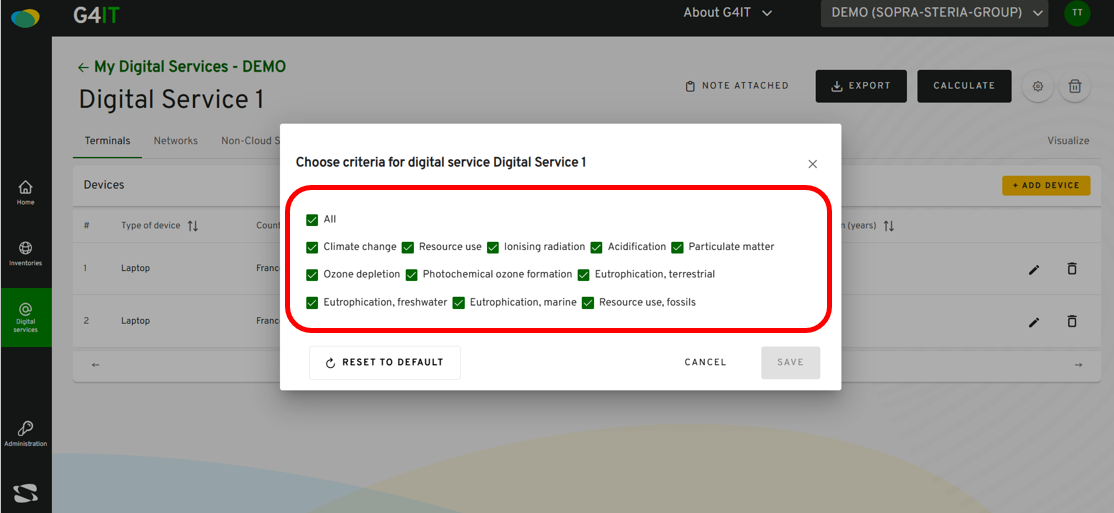 G4IT
About G4IT
DEMO (SOPRA-STERIA-GROUP)
TT
← My Digital Services - DEMO
Digital Service 1
NOTE ATTACHED
EXPORT
CALCULATE
Terminals
Networks
Non-Cloud S
Visualize
Choose criteria for digital service Digital Service 1
Devices
+ ADD DEVICE
All
# Type of device Coun (years)
Climate change Resource use Ionising radiation Acidification Particulate matter
1 Laptop Franc
Ozone depletion Photochemical ozone formation Eutrophication, terrestrial
Eutrophication, freshwater Eutrophication, marine Resource use, fossils
2 Laptop Franc
RESET TO DEFAULT
CANCEL
SAVE
Home
Inventories
Digital
services
Administration